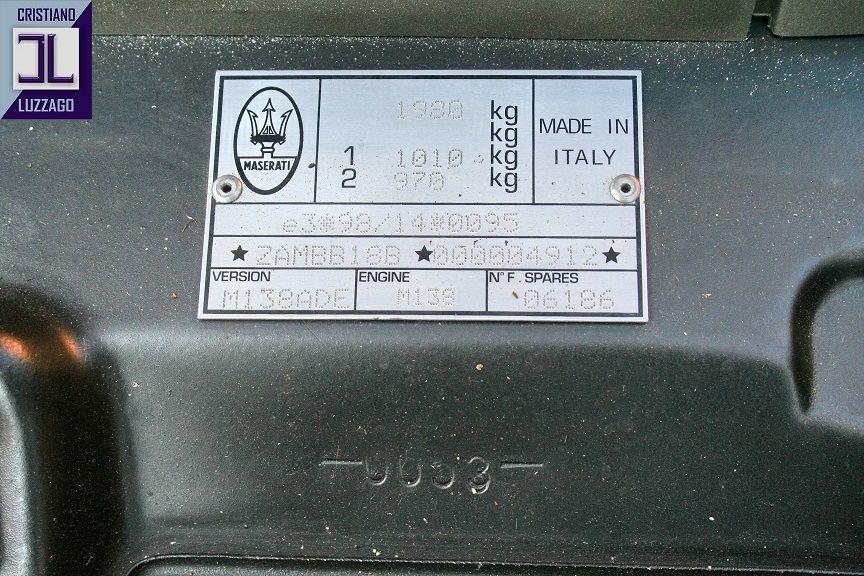 CRISTIANO
CL
LUZZAGO
MASERATI
1980 kg
kg
1 1010 kg
2 970 kg
MADE IN
ITALY
e3*98/14*0095
★ ZAMBB18B ★000004912★
VERSION M138ADE
ENGINE M138
N° F. SPARES 06186
—0053—